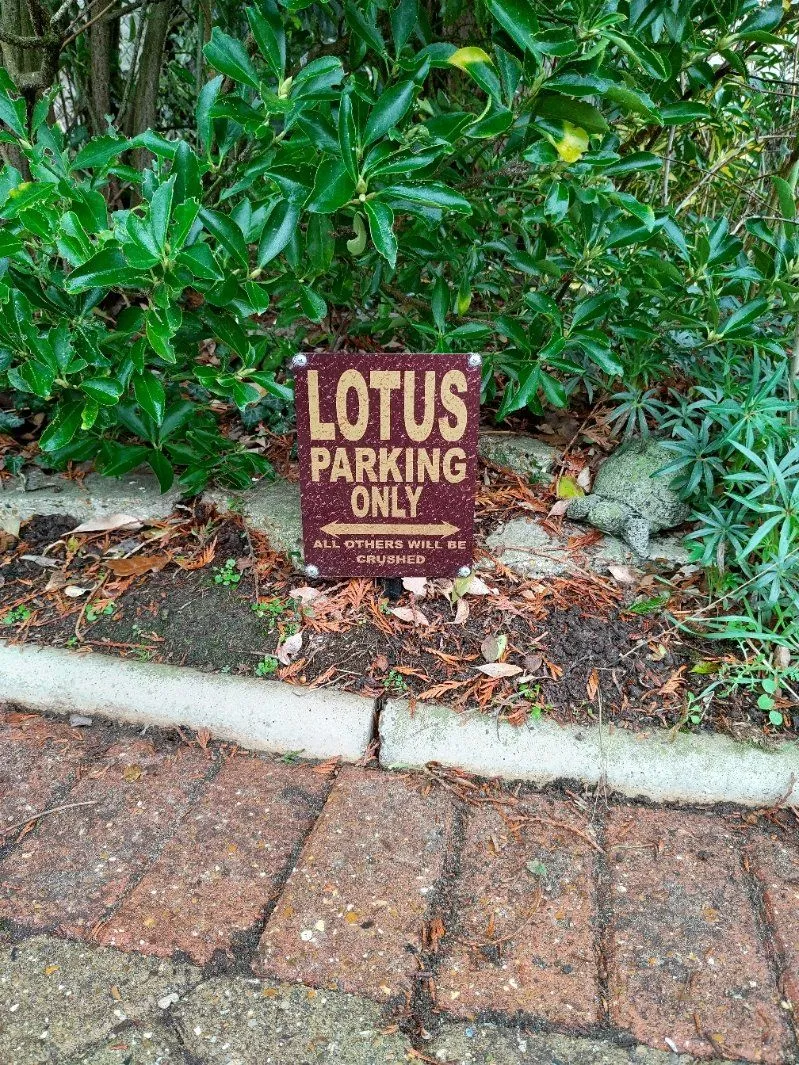 LOTUS
PARKING
ONLY
ALL OTHERS WILL BE
CRUSHED